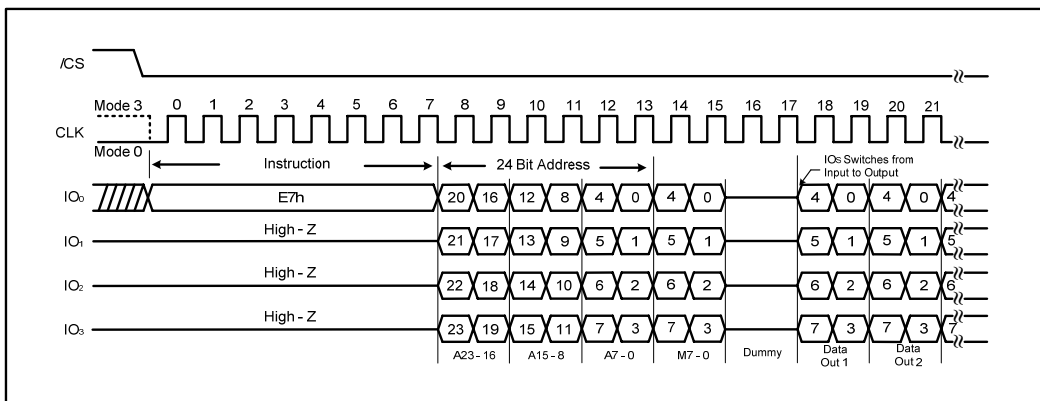 /CS
Mode 3 0 1 2 3 4 5 6 7 8 9 10 11 12 13 14 15 16 17 18 19 20 21
CLK
Mode 0
Instruction 24 Bit Address IOs Switches from
Input to Output
IO0 E7h 20 16 12 8 4 0 4 0 4 0 4 0 4
IO1 High - Z 21 17 13 9 5 1 5 1 5 1 5 1 5
IO2 High - Z 22 18 14 10 6 2 6 2 6 2 6 2 6
IO3 High - Z 23 19 15 11 7 3 7 3 7 3 7 3 7
A23 - 16 A15 - 8 A7 - 0 M7 - 0 Dummy Data Data
Out 1 Out 2